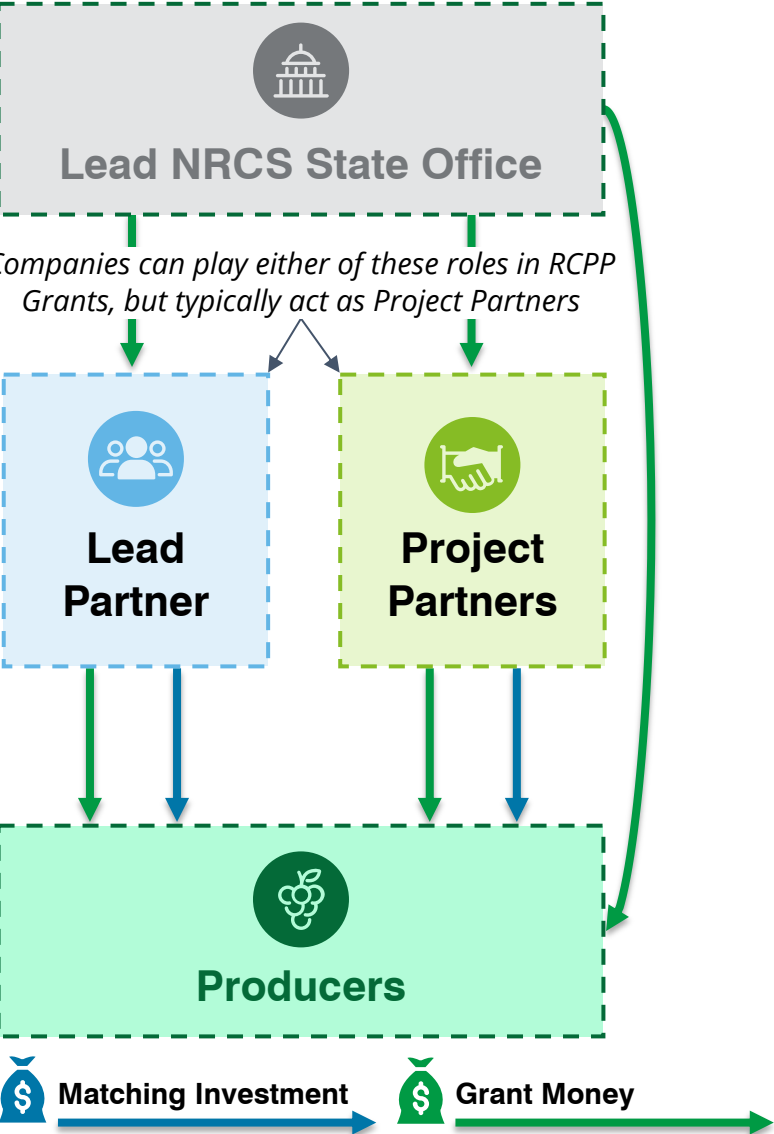 Lead NRCS State Office
Companies can play either of these roles in RCPP
Grants, but typically act as Project Partners
Lead
Partner
Project
Partners
Producers
$ Matching Investment
$ Grant Money